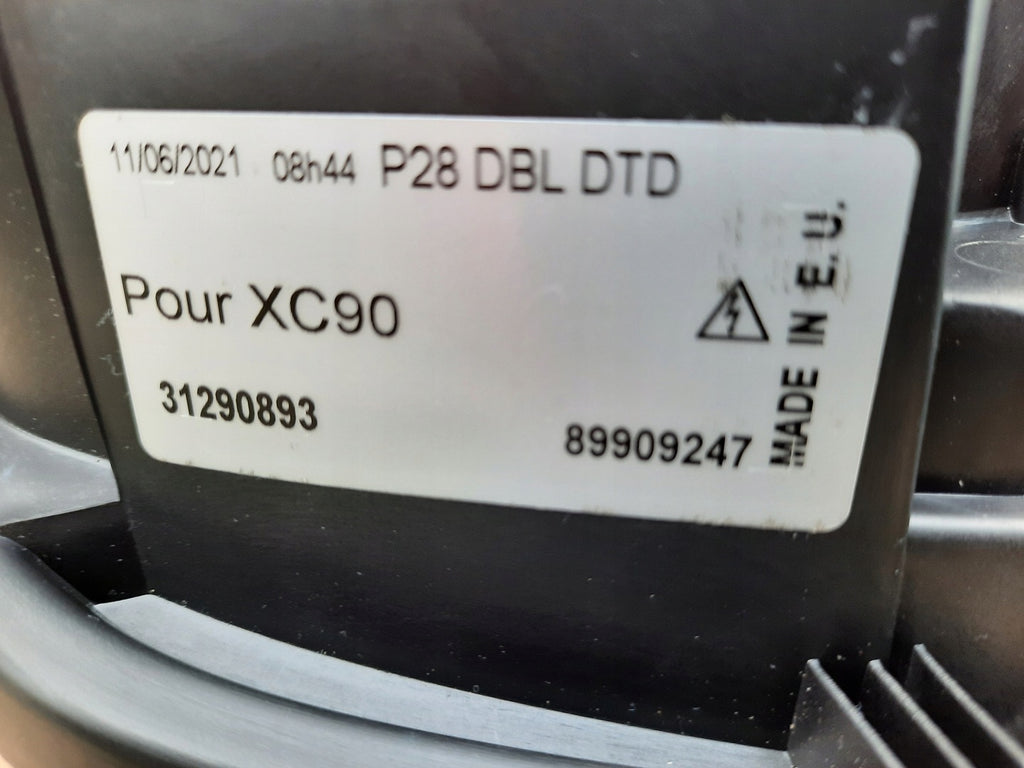 11/06/2021 08h44 P28 DBL DTD
Pour XC90
31290893
89909247
MADE IN E.U.